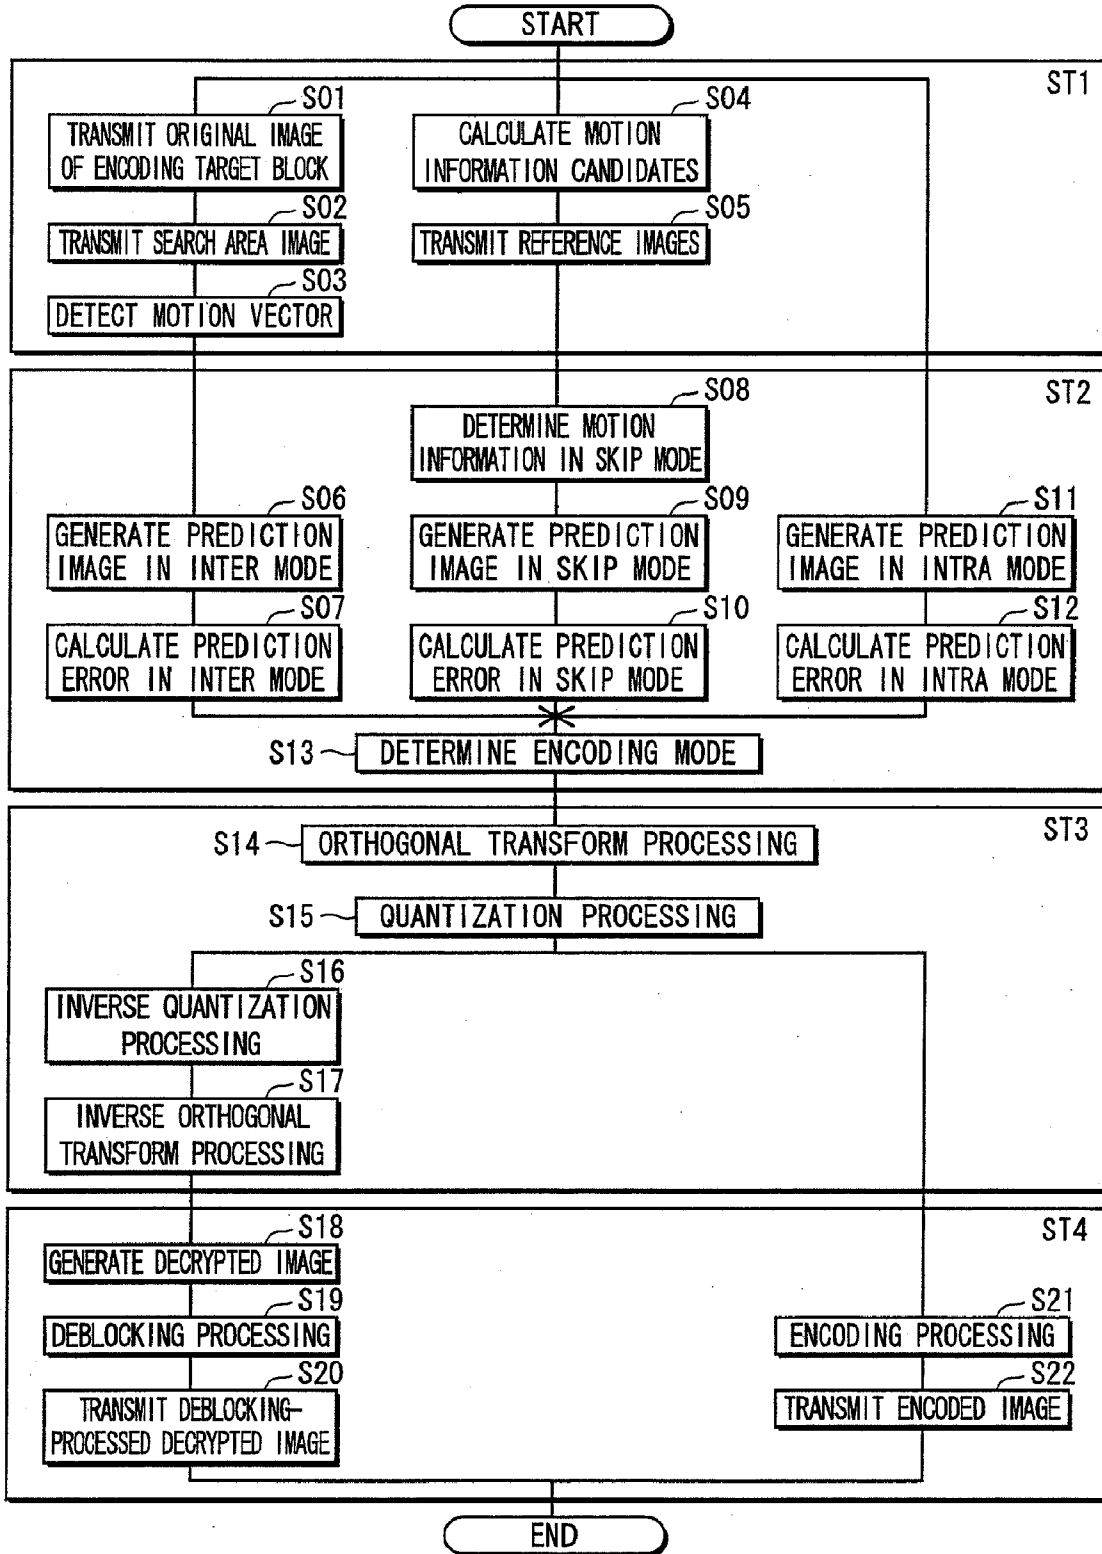 START
ST1
S01
TRANSMIT ORIGINAL IMAGE
OF ENCODING TARGET BLOCK
S02
TRANSMIT SEARCH AREA IMAGE
S03
DETECT MOTION VECTOR
S04
CALCULATE MOTION
INFORMATION CANDIDATES
S05
TRANSMIT REFERENCE IMAGES
ST2
S08
DETERMINE MOTION
INFORMATION IN SKIP MODE
S06
GENERATE PREDICTION
IMAGE IN INTER MODE
S07
CALCULATE PREDICTION
ERROR IN INTER MODE
S09
GENERATE PREDICTION
IMAGE IN SKIP MODE
S10
CALCULATE PREDICTION
ERROR IN SKIP MODE
S11
GENERATE PREDICTION
IMAGE IN INTRA MODE
S12
CALCULATE PREDICTION
ERROR IN INTRA MODE
S13
DETERMINE ENCODING MODE
ST3
S14
ORTHOGONAL TRANSFORM PROCESSING
S15
QUANTIZATION PROCESSING
S16
INVERSE QUANTIZATION
PROCESSING
S17
INVERSE ORTHOGONAL
TRANSFORM PROCESSING
ST4
S18
GENERATE DECRYPTED IMAGE
S19
DEBLOCKING PROCESSING
S20
TRANSMIT DEBLOCKING-
PROCESSED DECRYPTED IMAGE
S21
ENCODING PROCESSING
S22
TRANSMIT ENCODED IMAGE
END